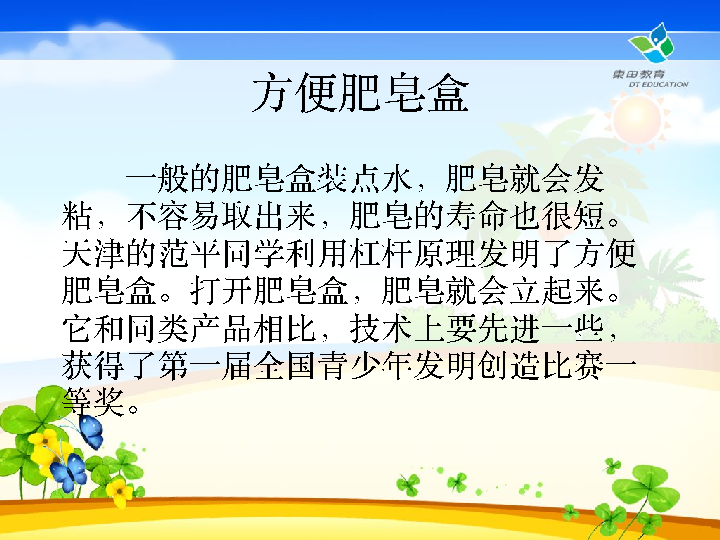 東田教育
DT EDUCATION
方便肥皂盒
一般的肥皂盒装点水，肥皂就会发
粘，不容易取出来，肥皂的寿命也很短。
天津的范平同学利用杠杆原理发明了方便
肥皂盒。打开肥皂盒，肥皂就会立起来。
它和同类产品相比，技术上要先进一些，
获得了第一届全国青少年发明创造比赛一
等奖。